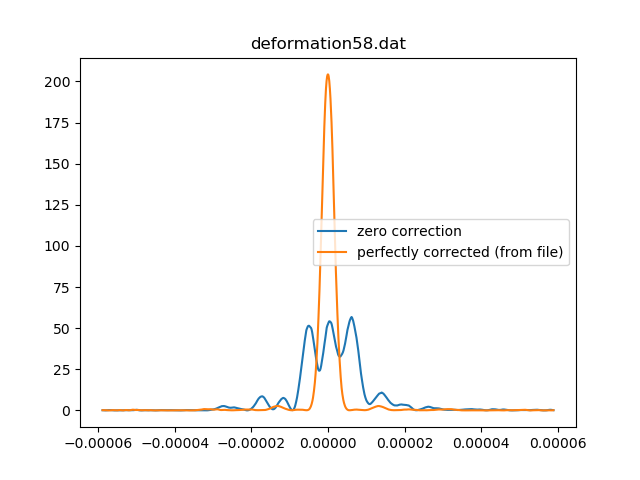 deformation58.dat
200
175
150
125
100
75
50
25
0
zero correction
perfectly corrected (from file)
−0.00006 −0.00004 −0.00002 0.00000 0.00002 0.00004 0.00006